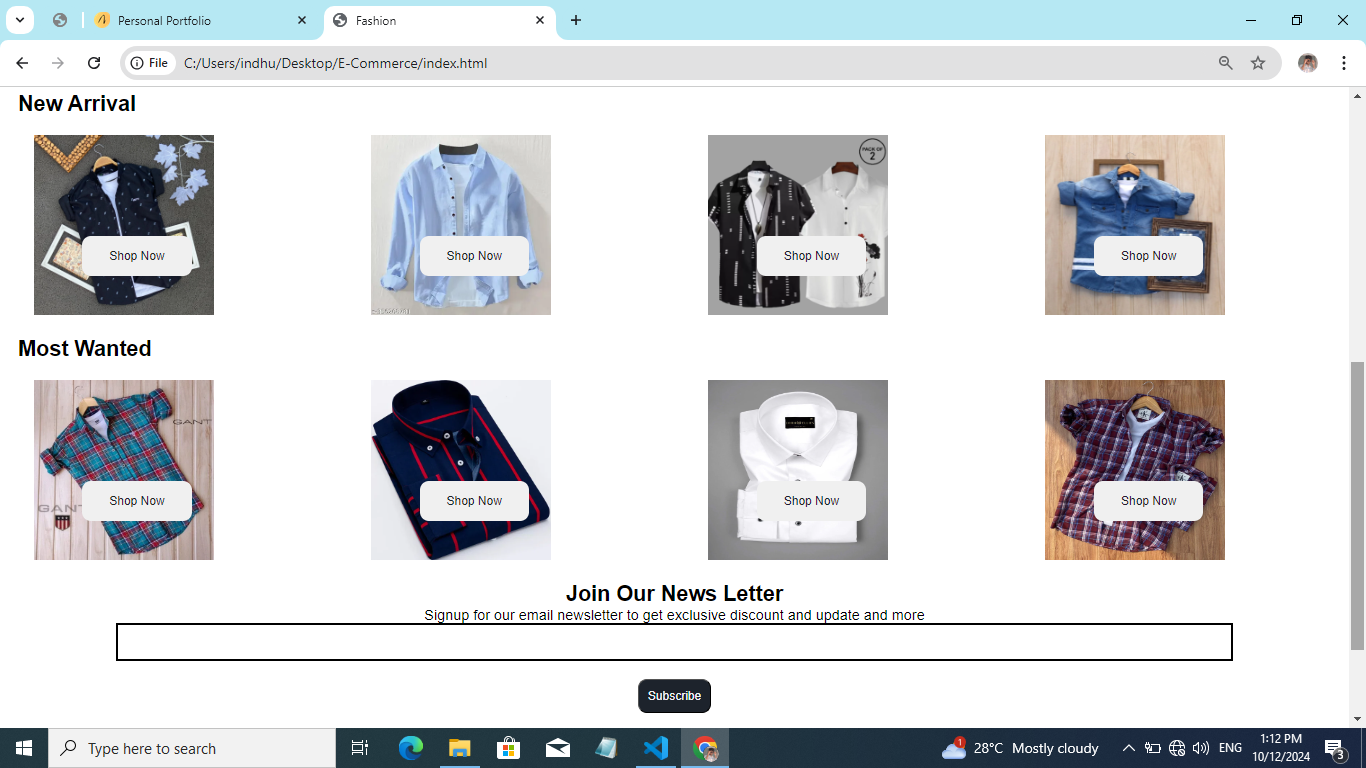 Personal Portfolio
Fashion
File
C:/Users/indhu/Desktop/E-Commerce/index.html
New Arrival
PACK OF
2
Shop Now
Shop Now
Shop Now
Shop Now
Most Wanted
GANT
GANT
Shop Now
Shop Now
Shop Now
Shop Now
Join Our News Letter
Signup for our email newsletter to get exclusive discount and update and more
Subscribe
Type here to search
1
28°C Mostly cloudy
ENG
1:12 PM
10/12/2024
3